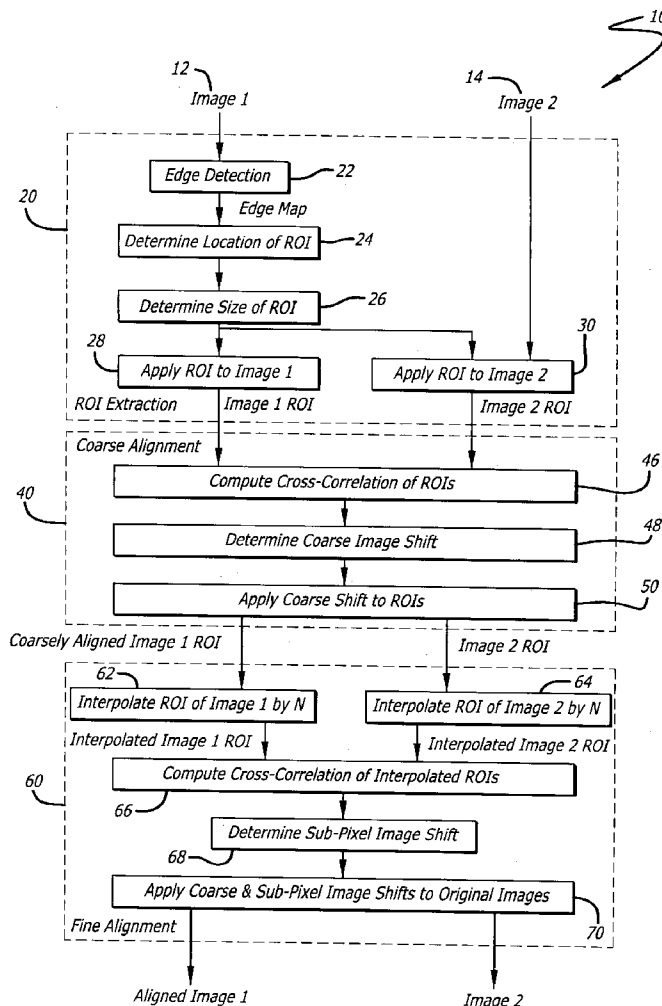 10
12
Image 1
14
Image 2
20
Edge Detection
22
Edge Map
Determine Location of ROI
24
Determine Size of ROI
26
28
Apply ROI to Image 1
30
Apply ROI to Image 2
ROI Extraction
Image 1 ROI
Image 2 ROI
Coarse Alignment
40
Compute Cross-Correlation of ROIs
46
Determine Coarse Image Shift
48
Apply Coarse Shift to ROIs
50
Coarsely Aligned Image 1 ROI
Image 2 ROI
62
Interpolate ROI of Image 1 by N
64
Interpolate ROI of Image 2 by N
Interpolated Image 1 ROI
Interpolated Image 2 ROI
60
Compute Cross-Correlation of Interpolated ROIs
66
Determine Sub-Pixel Image Shift
68
Apply Coarse & Sub-Pixel Image Shifts to Original Images
70
Fine Alignment
Aligned Image 1
Image 2